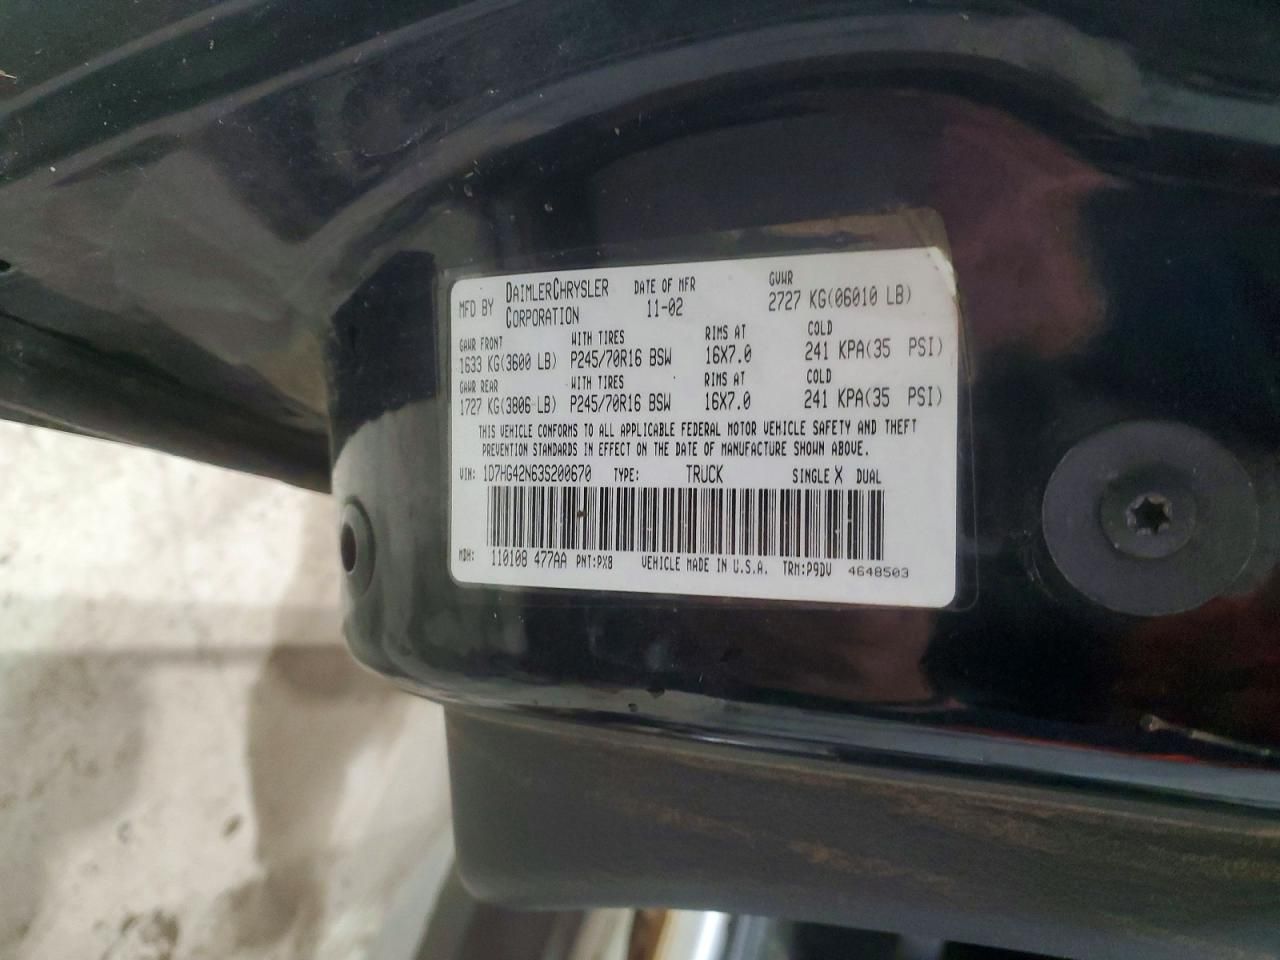 MFD BY DAIMLERCHRYSLER CORPORATION DATE OF MFR 11-02 GVWR 2727 KG(06010 LB)
GAWR FRONT WITH TIRES RIMS AT COLD
1633 KG(3600 LB) P245/70R16 BSW 16X7.0 241 KPA(35 PSI)
GAWR REAR WITH TIRES RIMS AT COLD
1727 KG(3806 LB) P245/70R16 BSW 16X7.0 241 KPA(35 PSI)
THIS VEHICLE CONFORMS TO ALL APPLICABLE FEDERAL MOTOR VEHICLE SAFETY AND THEFT
PREVENTION STANDARDS IN EFFECT ON THE DATE OF MANUFACTURE SHOWN ABOVE.
VIN: 1D7HG42N63S200670 TYPE: TRUCK SINGLE X DUAL
MDH: 110108 477AA PNT:PX8 VEHICLE MADE IN U.S.A. TRM:P9DV 4648503